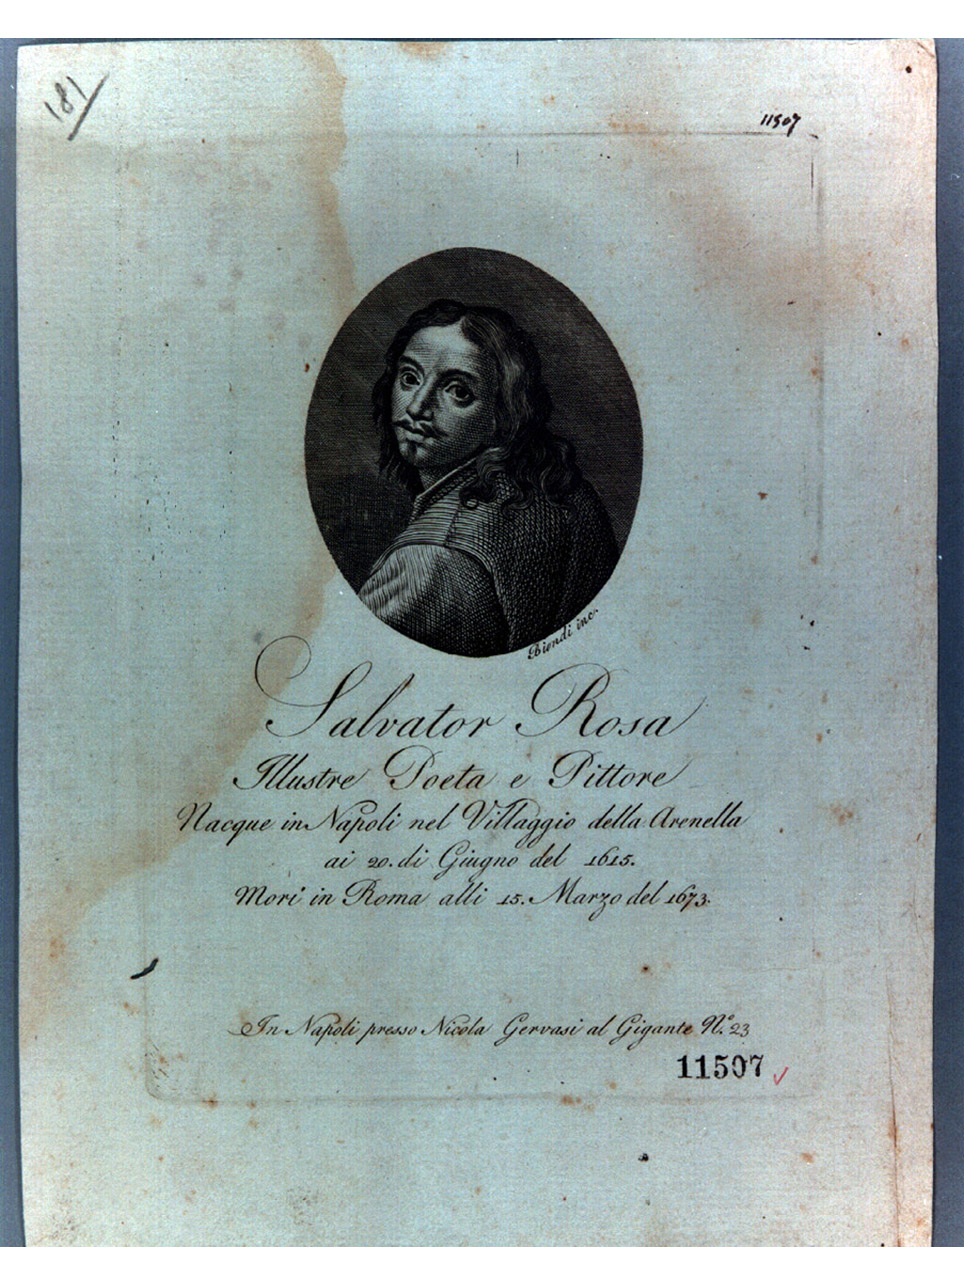 181
11507
Biondi inc.
Salvator Rosa
Illustre Poeta e Pittore
Nacque in Napoli nel Villaggio della Arenella
ai 20. di Giugno del 1615.
Morì in Roma alli 15. Marzo del 1673.
In Napoli presso Nicola Gervasi al Gigante N.º 23
11507